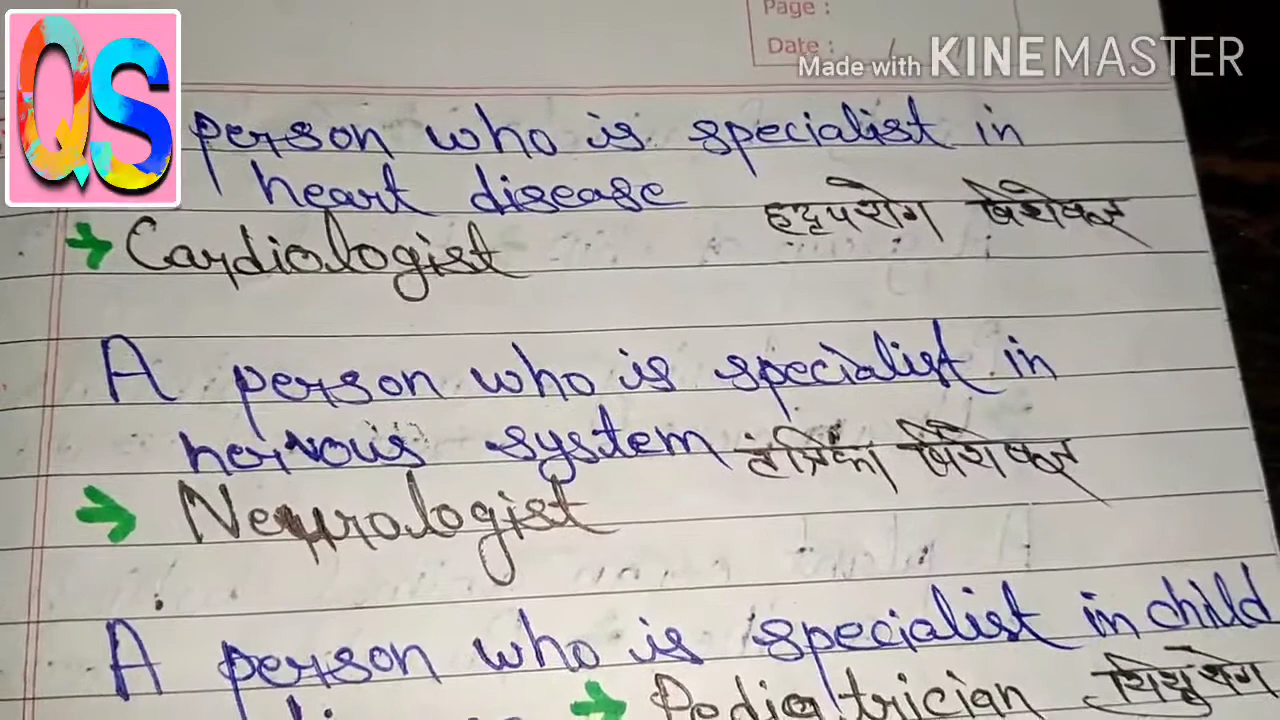 Page :
Date : /
Made with KINEMASTER
QS
person who is specialist in
heart disease हृदयरोग विशेषज्ञ
→ Cardiologist
A person who is specialist in
nervous system तंत्रिका विशेषज्ञ
→ Neurologist
A person who is specialist in child
→ Pediatrician शिशुरोग